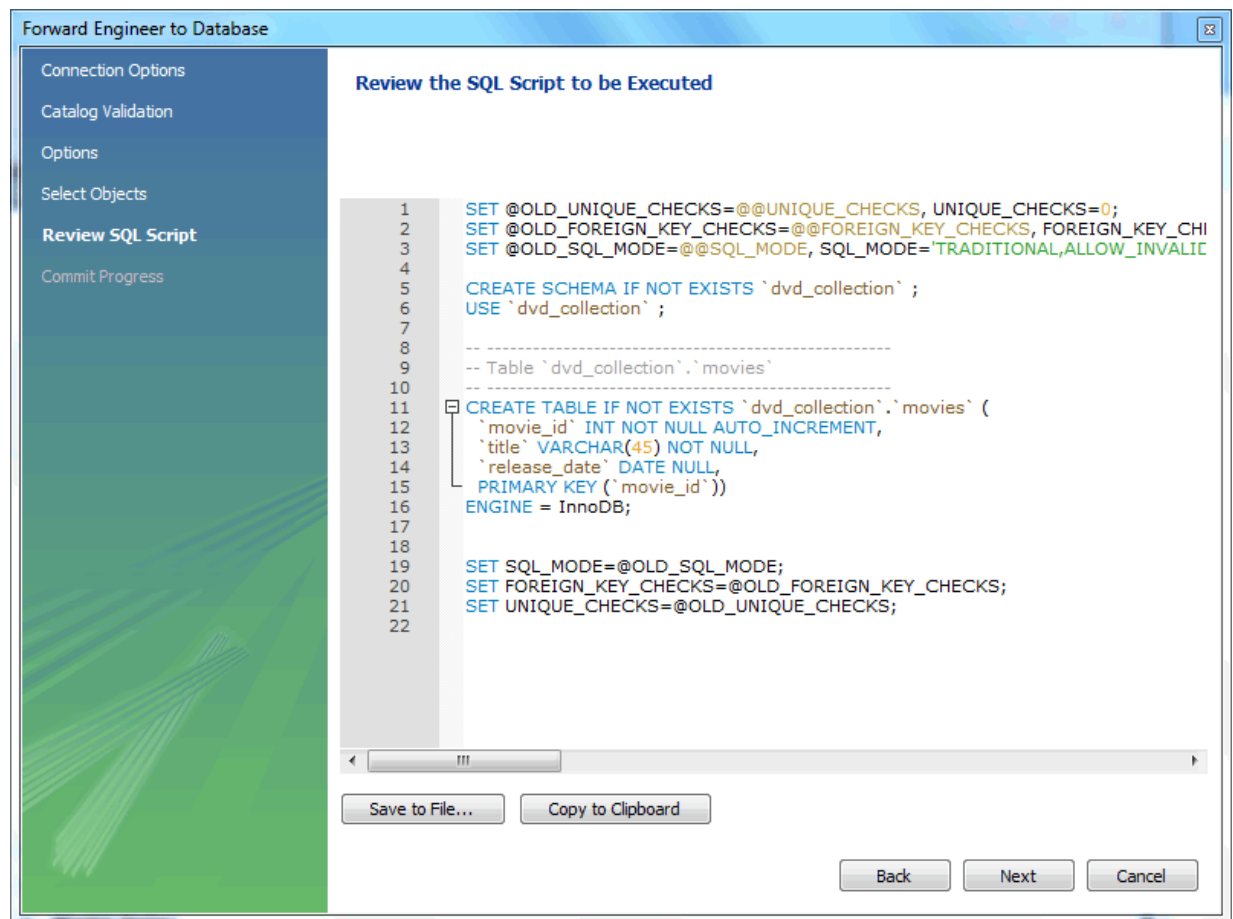 Forward Engineer to Database
Connection Options
Catalog Validation
Options
Select Objects
Review SQL Script
Commit Progress
Review the SQL Script to be Executed
1 SET @OLD_UNIQUE_CHECKS=@@UNIQUE_CHECKS, UNIQUE_CHECKS=0;
2 SET @OLD_FOREIGN_KEY_CHECKS=@@FOREIGN_KEY_CHECKS, FOREIGN_KEY_CHI
3 SET @OLD_SQL_MODE=@@SQL_MODE, SQL_MODE='TRADITIONAL,ALLOW_INVALID
4
5 CREATE SCHEMA IF NOT EXISTS `dvd_collection` ;
6 USE `dvd_collection` ;
7
8 -- -----------------------------------------------------
9 -- Table `dvd_collection`.`movies`
10 -- -----------------------------------------------------
11 CREATE TABLE IF NOT EXISTS `dvd_collection`.`movies` (
12 `movie_id` INT NOT NULL AUTO_INCREMENT,
13 `title` VARCHAR(45) NOT NULL,
14 `release_date` DATE NULL,
15 PRIMARY KEY (`movie_id`))
16 ENGINE = InnoDB;
17
18
19 SET SQL_MODE=@OLD_SQL_MODE;
20 SET FOREIGN_KEY_CHECKS=@OLD_FOREIGN_KEY_CHECKS;
21 SET UNIQUE_CHECKS=@OLD_UNIQUE_CHECKS;
22
Save to File... Copy to Clipboard
Back Next Cancel